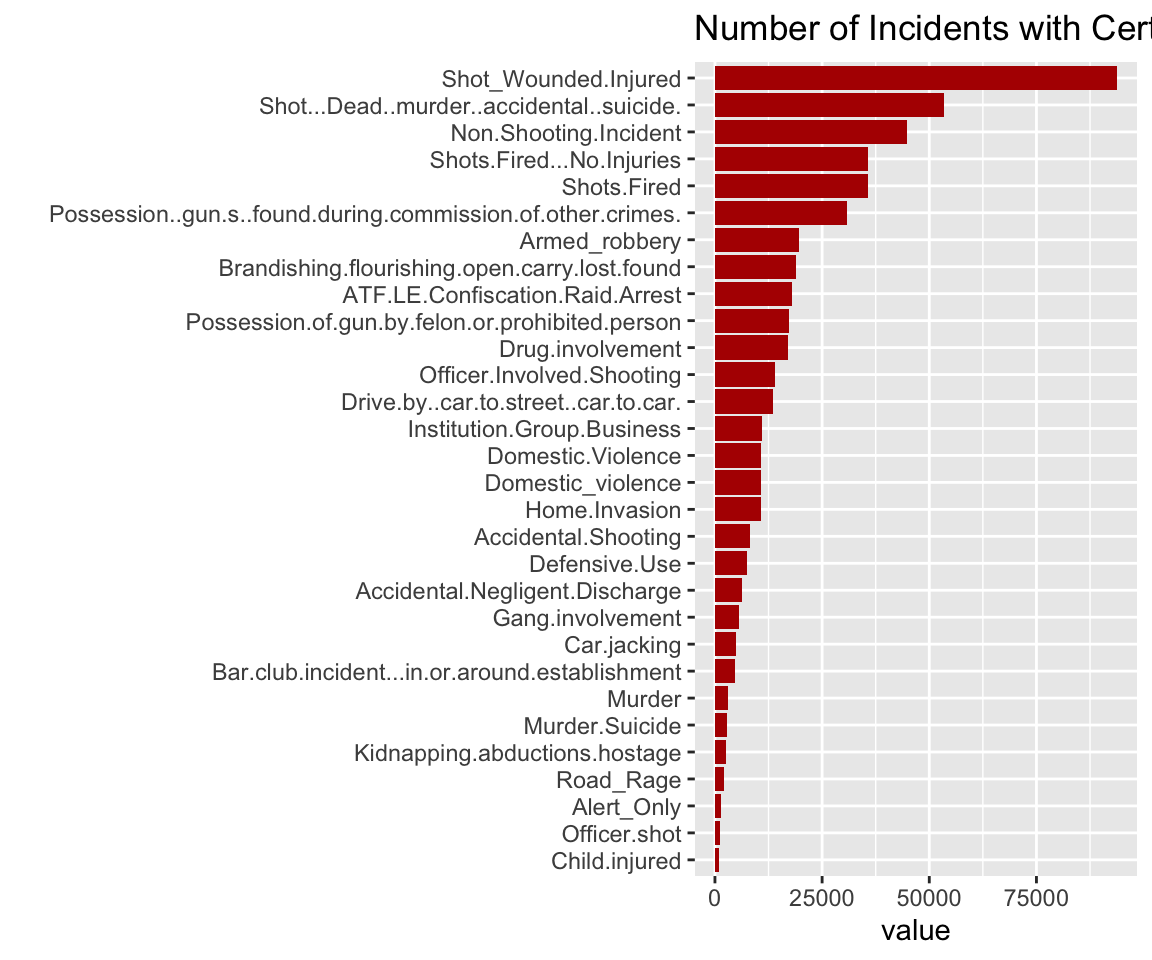 Number of Incidents with Cert
Shot_Wounded.Injured
Shot...Dead..murder..accidental..suicide.
Non.Shooting.Incident
Shots.Fired...No.Injuries
Shots.Fired
Possession..gun.s..found.during.commission.of.other.crimes.
Armed_robbery
Brandishing.flourishing.open.carry.lost.found
ATF.LE.Confiscation.Raid.Arrest
Possession.of.gun.by.felon.or.prohibited.person
Drug.involvement
Officer.Involved.Shooting
Drive.by..car.to.street..car.to.car.
Institution.Group.Business
Domestic.Violence
Domestic_violence
Home.Invasion
Accidental.Shooting
Defensive.Use
Accidental.Negligent.Discharge
Gang.involvement
Car.jacking
Bar.club.incident...in.or.around.establishment
Murder
Murder.Suicide
Kidnapping.abductions.hostage
Road_Rage
Alert_Only
Officer.shot
Child.injured
0 25000 50000 75000
value